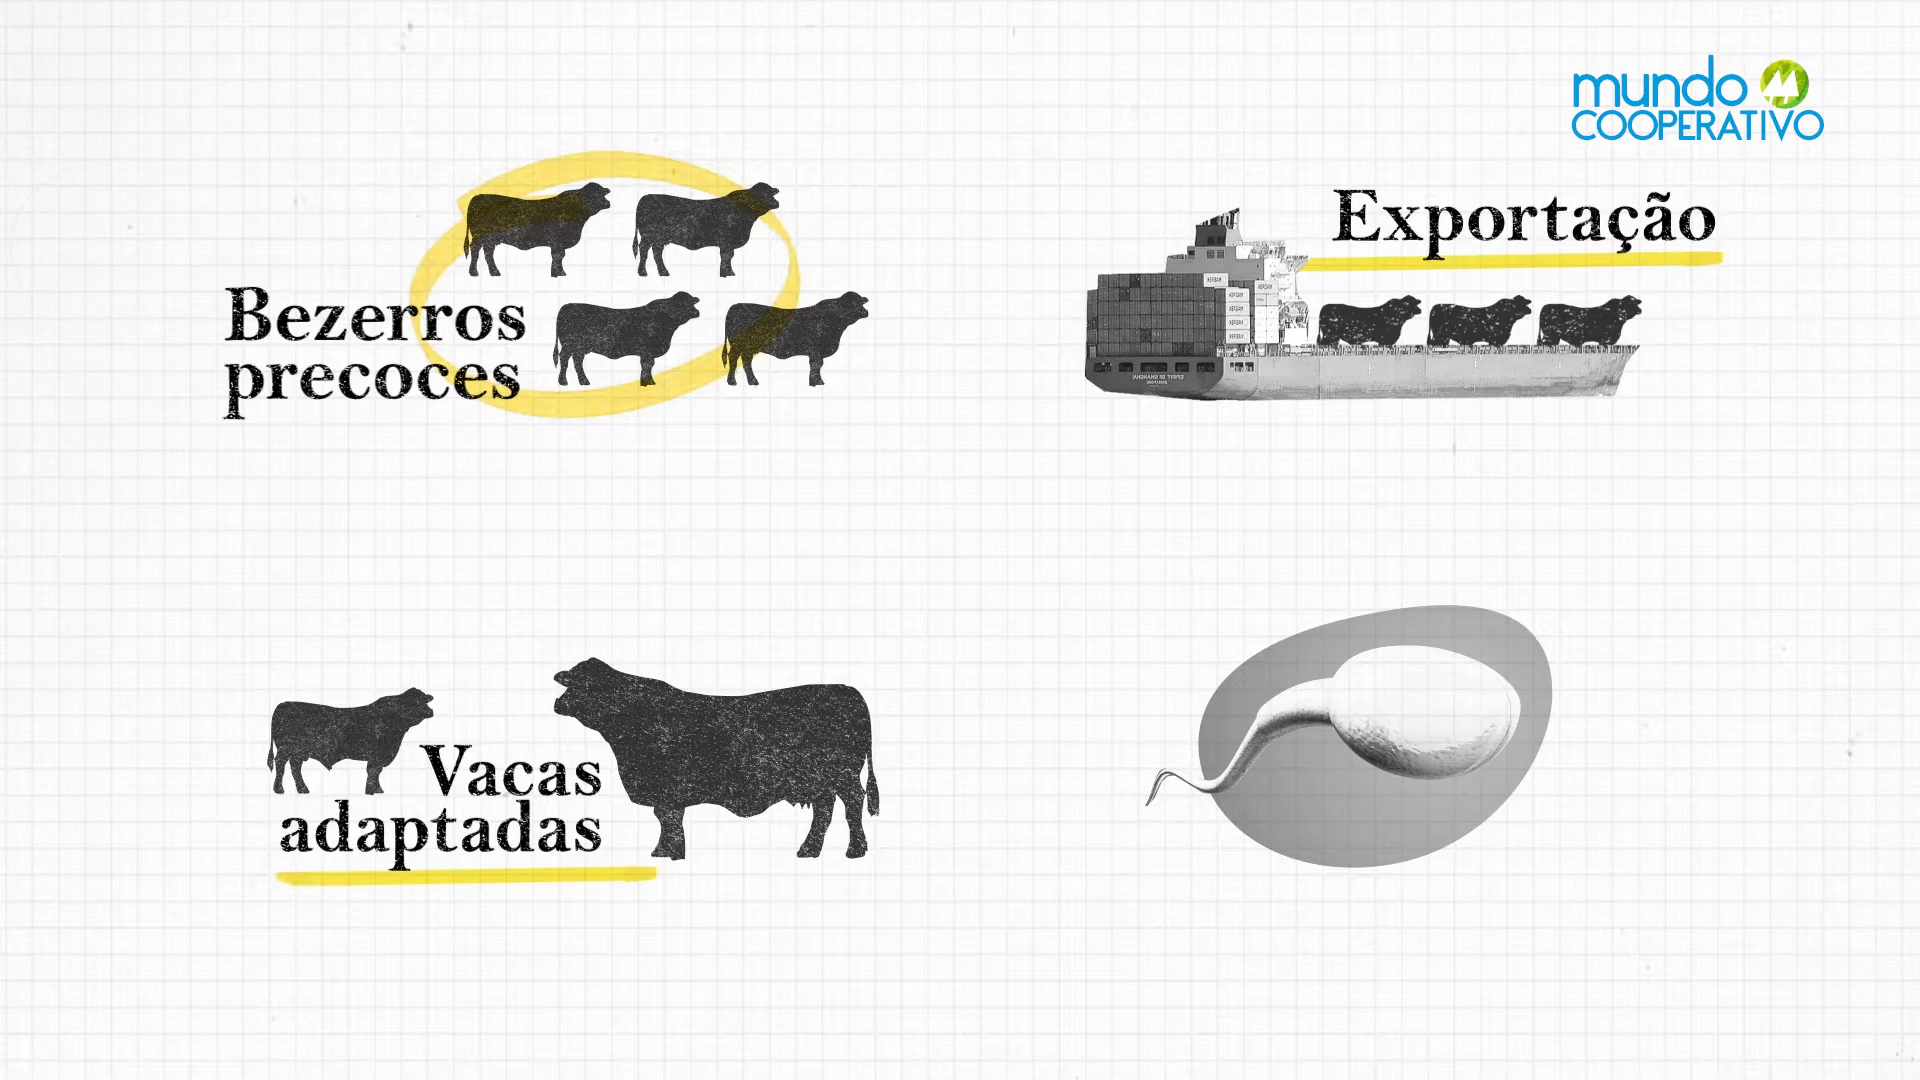 mundo
COOPERATIVO
Bezerros
precoces
Exportação
Vacas
adaptadas